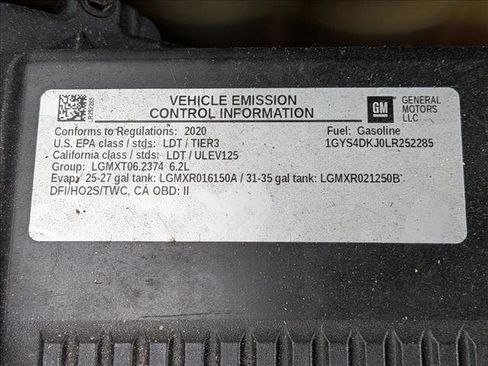 LR252285
VEHICLE EMISSION
CONTROL INFORMATION
GM
GENERAL
MOTORS
LLC
Conforms to Regulations: 2020
Fuel: Gasoline
U.S. EPA class / stds: LDT / TIER3
1GYS4DKJ0LR252285
California class / stds: LDT / ULEV125
Group: LGMXT06.2374 6.2L
Evap: 25-27 gal tank: LGMXR016150A / 31-35 gal tank: LGMXR021250B
DFI/HO2S/TWC, CA OBD: II